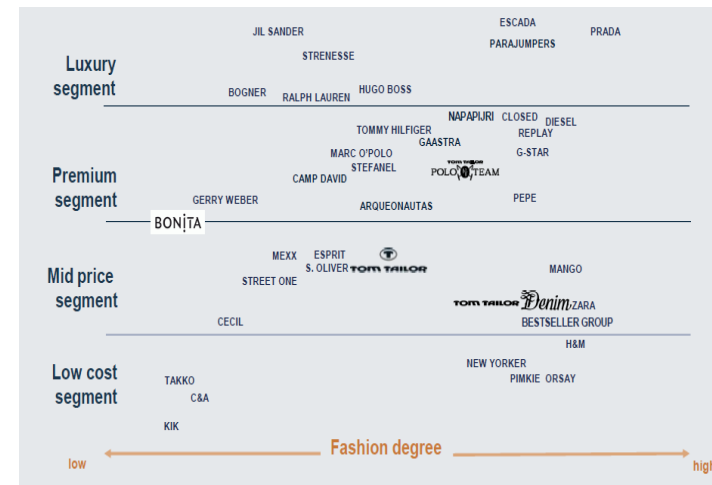 ESCADA
JIL SANDER
PRADA
PARAJUMPERS
STRENESSE
Luxury
segment
BOGNER
RALPH LAUREN
HUGO BOSS
NAPAPIJRI
CLOSED
DIESEL
TOMMY HILFIGER
REPLAY
GAASTRA
MARC O'POLO
G-STAR
STEFANEL
TOM TAILOR
POLO TEAM
CAMP DAVID
Premium
segment
GERRY WEBER
ARQUEONAUTAS
PEPE
BONiTA
MEXX
ESPRIT
T
S. OLIVER
TOM TAILOR
MANGO
STREET ONE
Mid price
segment
TOM TAILOR Denim
ZARA
CECIL
BESTSELLER GROUP
H&M
NEW YORKER
Low cost
segment
TAKKO
PIMKIE
ORSAY
C&A
KIK
Fashion degree
low
high